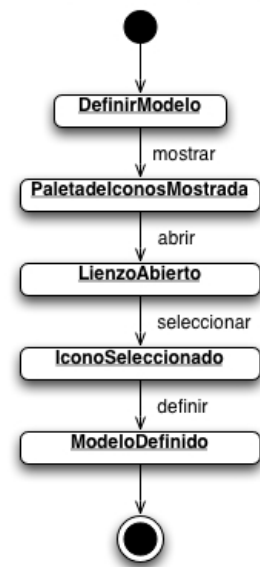 DefinirModelo
mostrar
PaletadeIconosMostrada
abrir
LienzoAbierto
seleccionar
IconoSeleccionado
definir
ModeloDefinido